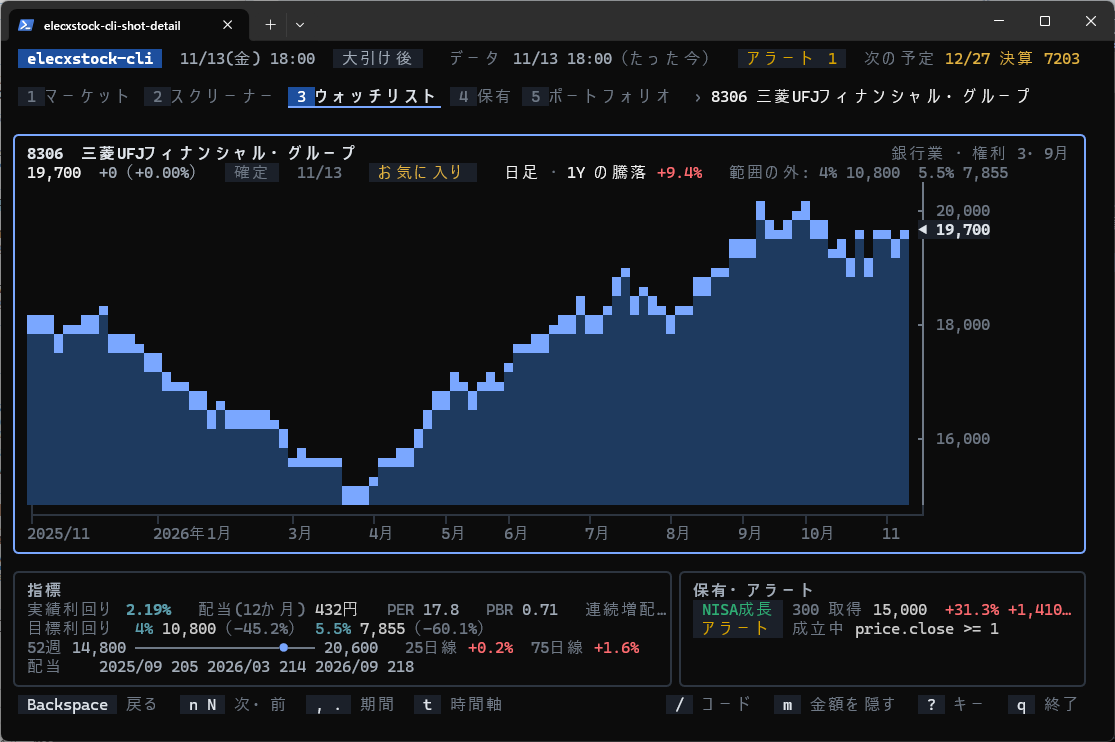 elecxstock-cli-shot-detail
elecxstock-cli 11/13(金) 18:00 大引け後 データ 11/13 18:00 (たった今) アラート 1 次の予定 12/27 決算 7203
1 マーケット 2 スクリーナー 3 ウォッチリスト 4 保有 5 ポートフォリオ › 8306 三菱UFJフィナンシャル・グループ
8306 三菱UFJフィナンシャル・グループ 銀行業 · 権利 3・9月
19,700 +0 (+0.00%) 確定 11/13 お気に入り 日足 · 1Y の騰落 +9.4% 範囲の外: 4% 10,800 5.5% 7,855
20,000
19,700
18,000
16,000
2025/11 2026年1月 3月 4月 5月 6月 7月 8月 9月 10月 11
指標
実績利回り 2.19% 配当(12か月) 432円 PER 17.8 PBR 0.71 連続増配…
目標利回り 4% 10,800 (-45.2%) 5.5% 7,855 (-60.1%)
52週 14,800 20,600 25日線 +0.2% 75日線 +1.6%
配当 2025/09 205 2026/03 214 2026/09 218
保有・アラート
NISA成長 300 取得 15,000 +31.3% +1,410…
アラート 成立中 price.close >= 1
Backspace 戻る n N 次・前 , . 期間 t 時間軸 / コード m 金額を隠す ? キー q 終了